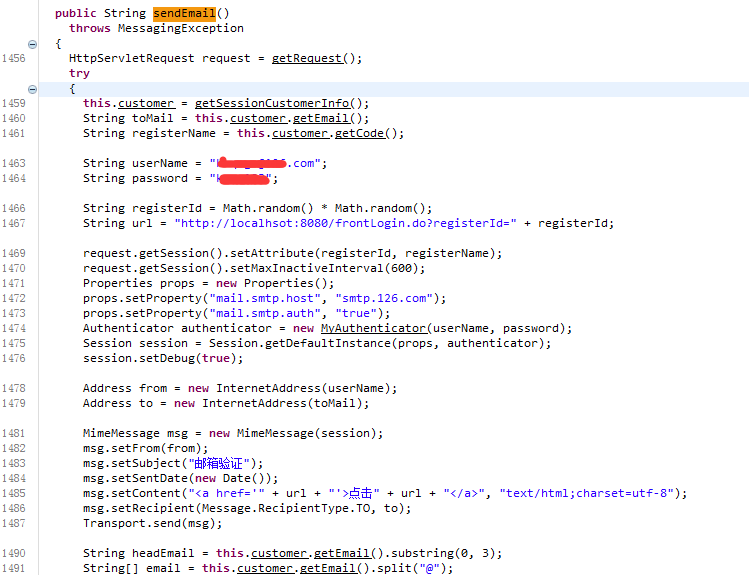 public String sendEmail()
throws MessagingException
{
1456 HttpServletRequest request = getRequest();
try
{
1459 this.customer = getSessionCustomerInfo();
1460 String toMail = this.customer.getEmail();
1461 String registerName = this.customer.getCode();
1463 String userName = ".com";
1464 String password = "";
1466 String registerId = Math.random() * Math.random();
1467 String url = "http://localhsot:8080/frontLogin.do?registerId=" + registerId;
1469 request.getSession().setAttribute(registerId, registerName);
1470 request.getSession().setMaxInactiveInterval(600);
1471 Properties props = new Properties();
1472 props.setProperty("mail.smtp.host", "smtp.126.com");
1473 props.setProperty("mail.smtp.auth", "true");
1474 Authenticator authenticator = new MyAuthenticator(userName, password);
1475 Session session = Session.getDefaultInstance(props, authenticator);
1476 session.setDebug(true);
1478 Address from = new InternetAddress(userName);
1479 Address to = new InternetAddress(toMail);
1481 MimeMessage msg = new MimeMessage(session);
1482 msg.setFrom(from);
1483 msg.setSubject("邮箱验证");
1484 msg.setSentDate(new Date());
1485 msg.setContent("<a href='" + url + "'>点击" + url + "</a>", "text/html;charset=utf-8");
1486 msg.setRecipient(Message.RecipientType.TO, to);
1487 Transport.send(msg);
1490 String headEmail = this.customer.getEmail().substring(0, 3);
1491 String[] email = this.customer.getEmail().split("@");